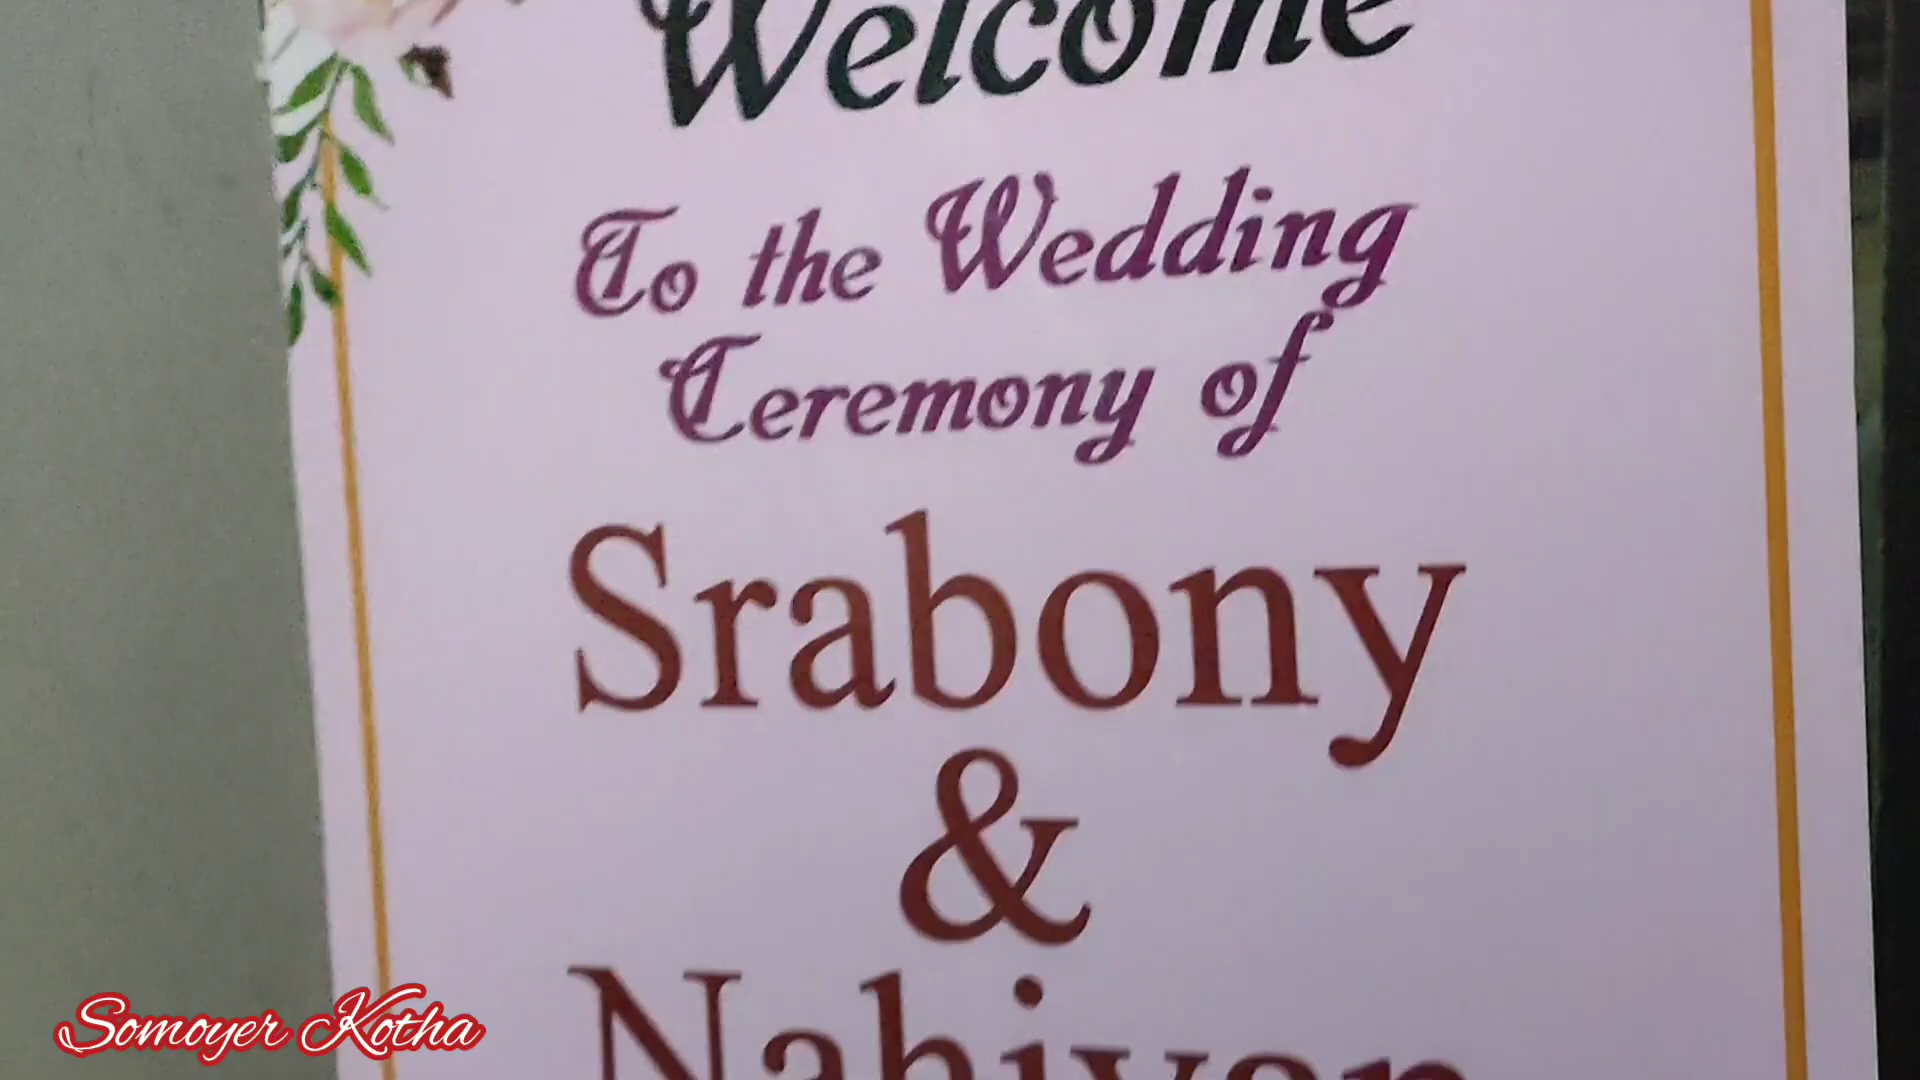 Welcome
To the Wedding
Ceremony of
Srabony
&
Somoyer Kotha